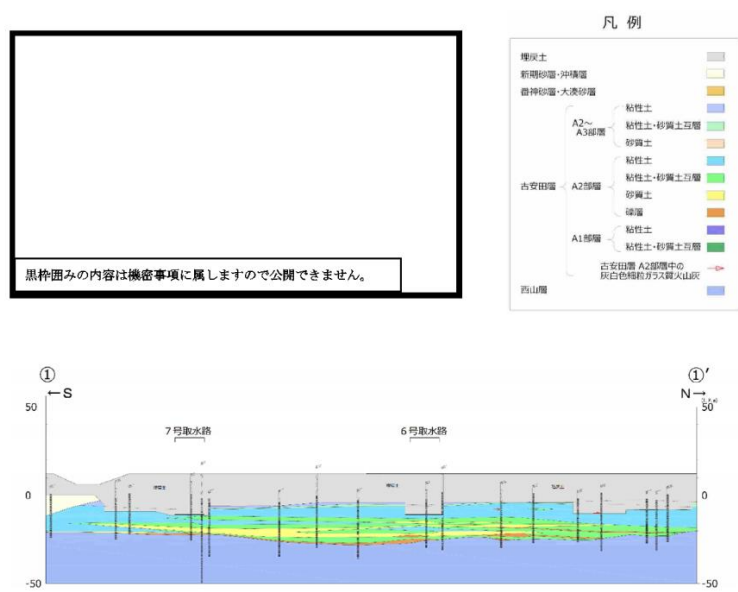 黒枠囲みの内容は機密事項に属しますので公開できません。
凡 例
埋戻土
新期砂層・沖積層
番神砂層・大湊砂層
古安田層
A2～
A3部層
粘性土
粘性土・砂質土互層
砂質土
A2部層
粘性土
粘性土・砂質土互層
砂質土
礫層
A1部層
粘性土
粘性土・砂質土互層
古安田層 A2部層中の
灰白色細粒ガラス質火山灰
西山層
① ①′
←S N→
50 50
7号取水路 6号取水路
0 0
-50 -50